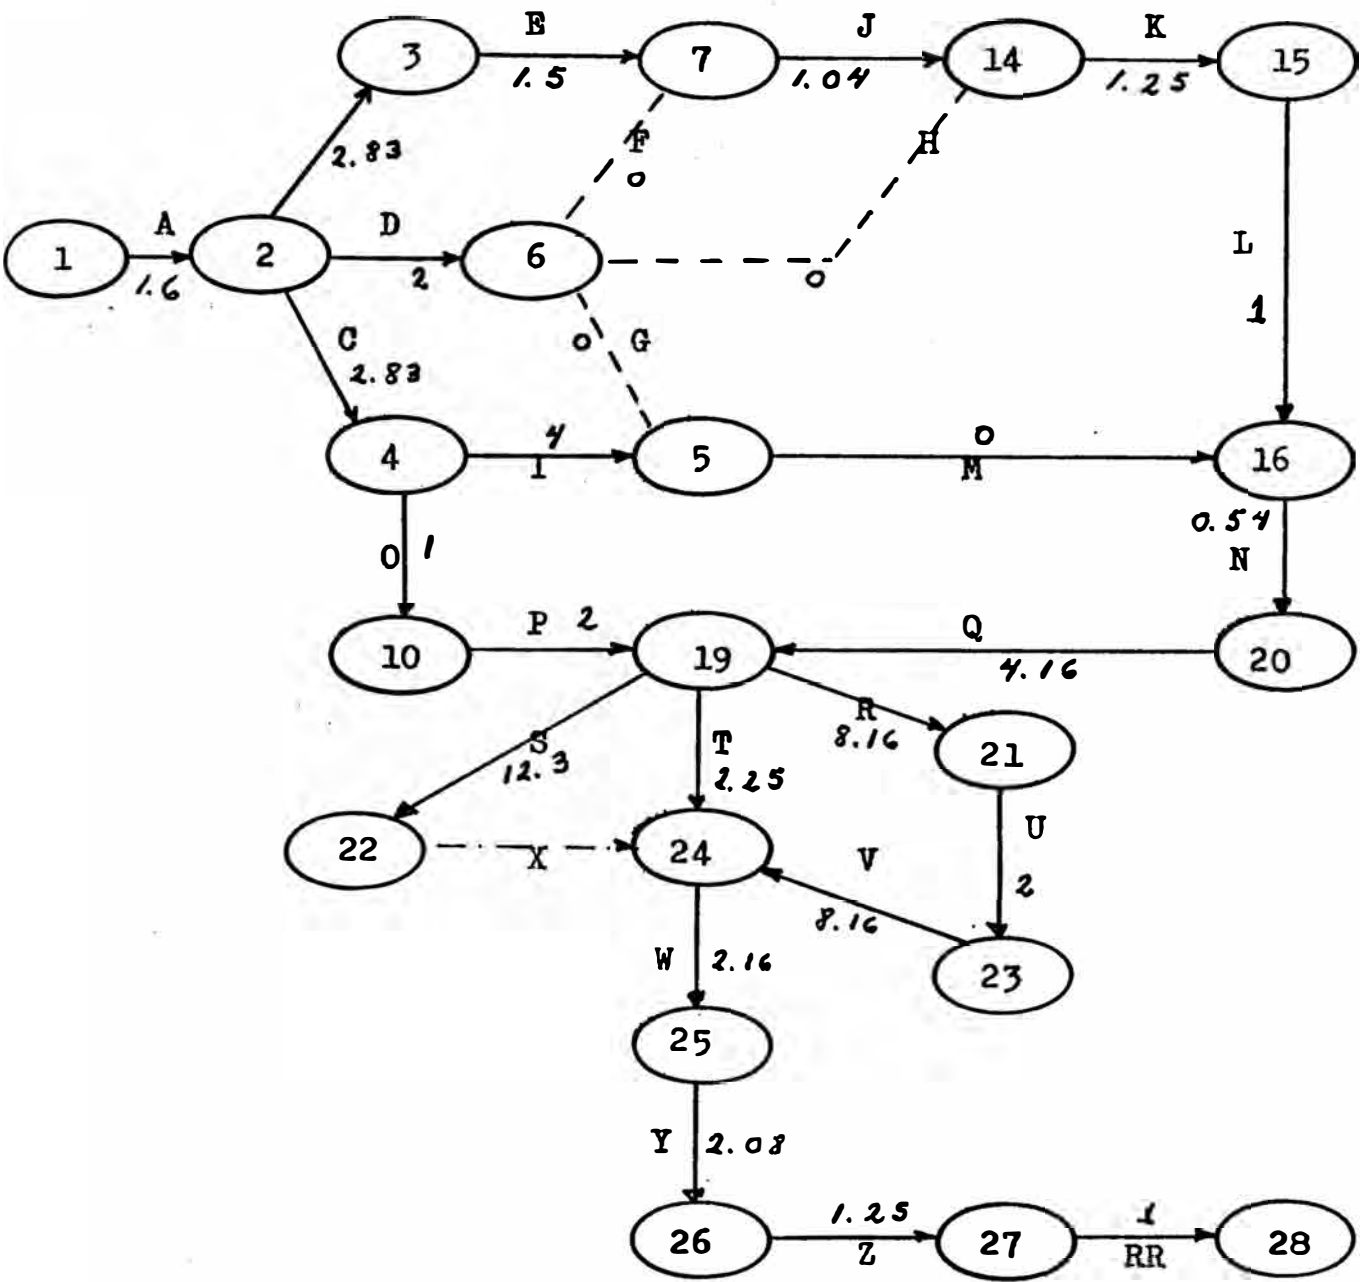 E J K
3 7 14 15
1.5 1.04 1.25
F H
2.83 0
A D L
1 2 6
1.6 2 0
1
C 0 G
2.83
4 0
4 5 16
I M
0.54
O 1 N
P 2 Q
10 19 20
4.16
R
S T 8.16 21
12.3 2.25
U
22 X 24 V
2
8.16
W 2.16 23
25
Y 2.08
1.25 1
26 27 28
Z RR